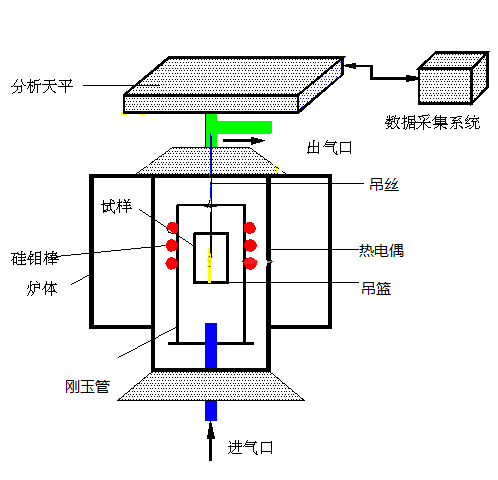 分析天平
数据采集系统
出气口
吊丝
试样
热电偶
硅钼棒
炉体
吊篮
刚玉管
进气口